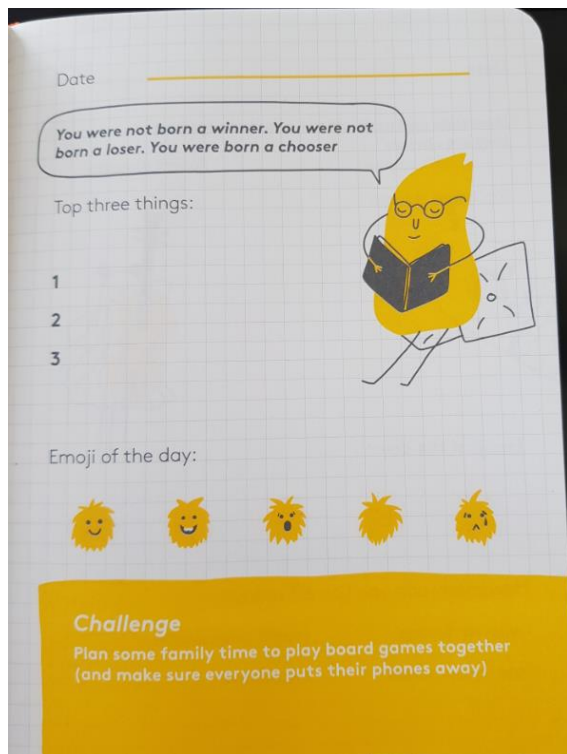 Date
You were not born a winner. You were not
born a loser. You were born a chooser
Top three things:
1
2
3
Emoji of the day:
Challenge
Plan some family time to play board games together
(and make sure everyone puts their phones away)